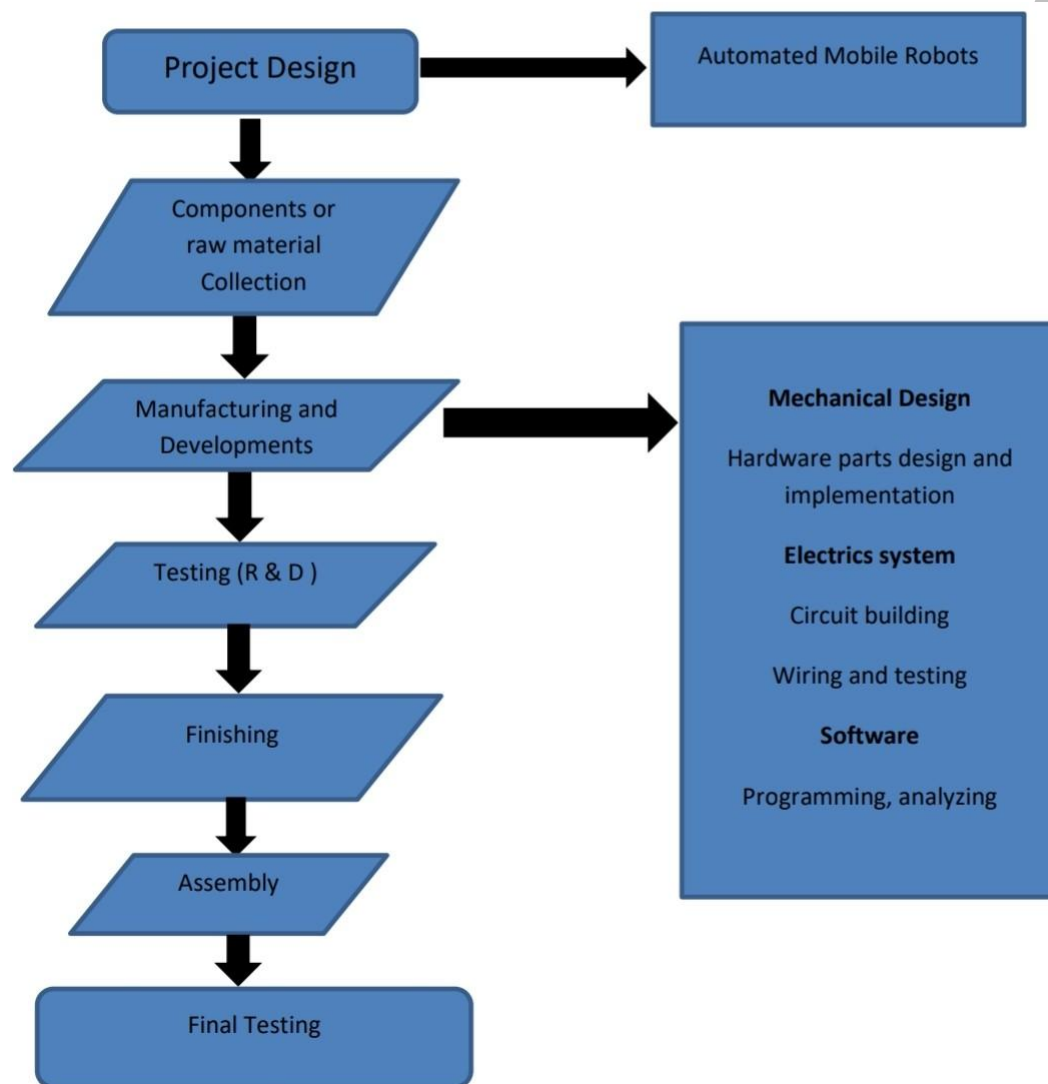 Project Design
Automated Mobile Robots
Components or
raw material
Collection
Manufacturing and
Developments
Mechanical Design
Hardware parts design and
implementation
Electrics system
Circuit building
Wiring and testing
Software
Programming, analyzing
Testing (R & D )
Finishing
Assembly
Final Testing